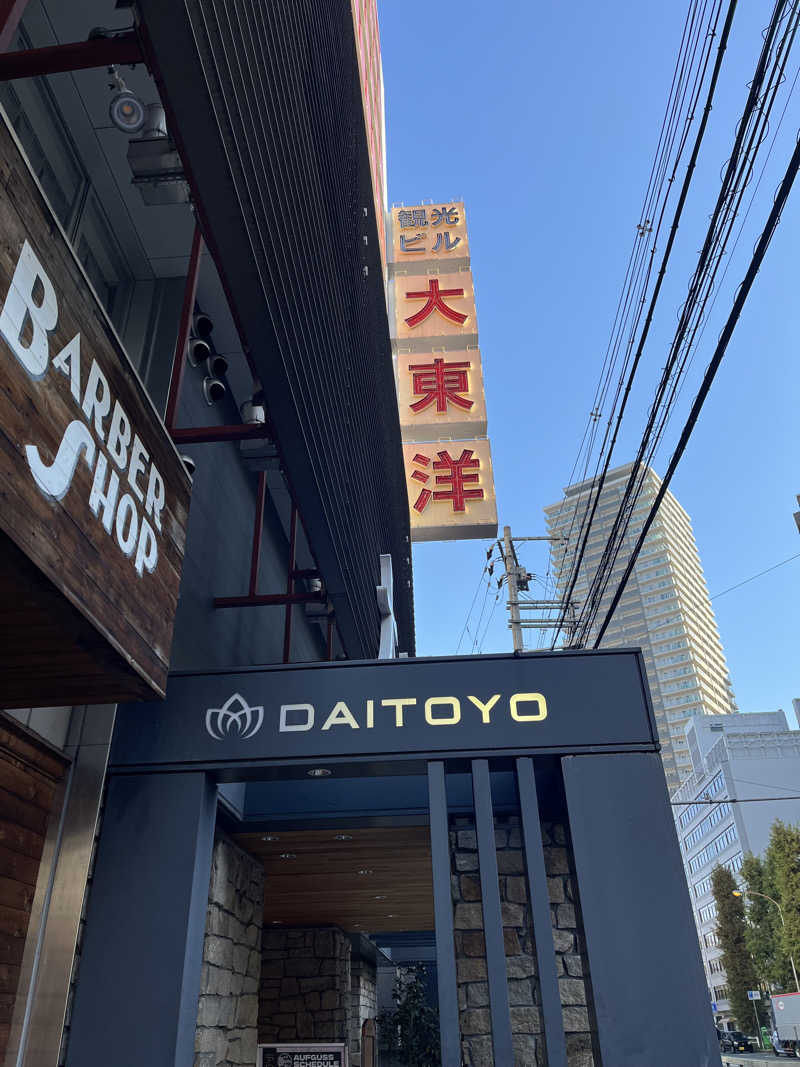 観光
ビル
大
東
洋
BARBER
SHOP
DAITOYO
AUFGUSS
SCHEDULE